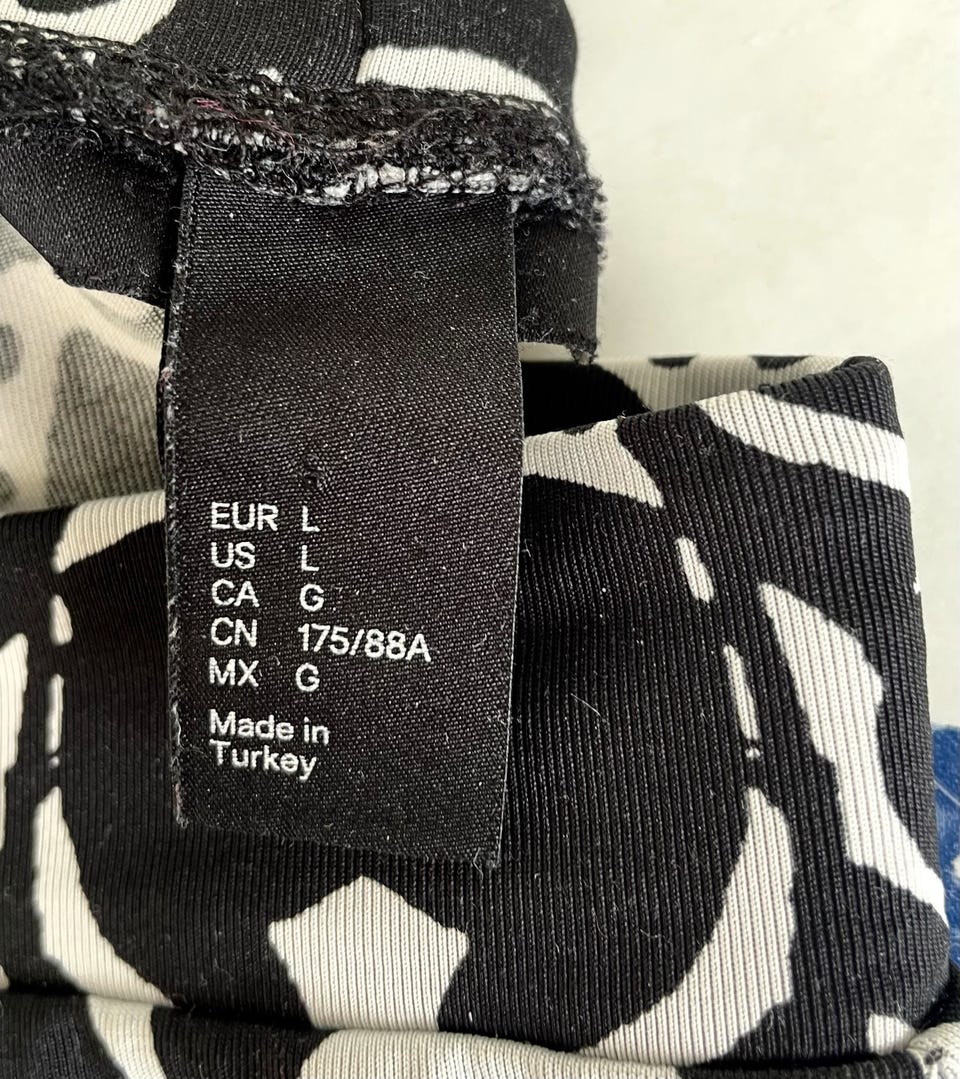 EUR L
US L
CA G
CN 175/88A
MX G
Made in
Turkey